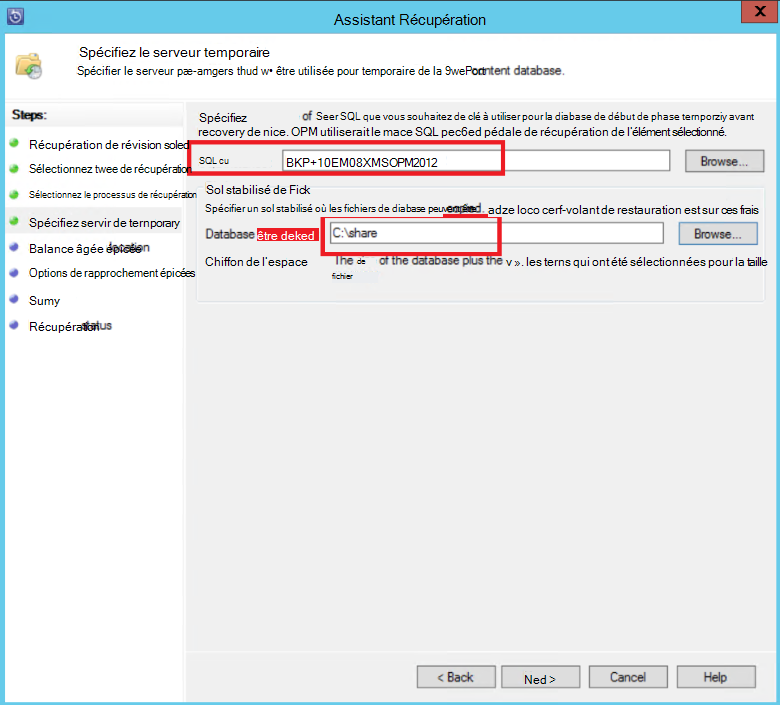 Assistant Récupération
X
Spécifiez le serveur temporaire
Spécifier le serveur pæ-amgers thud w• être utilisée pour temporaire de la 9wePoontent database.
Steps:
Récupération de révision soled
Sélectionnez twee de récupération
Sélectionnez le processus de récupération
Spécifiez servir de ternporary
Balance âgée épicée location
Options de rapprochement épicées
Sumy
Récupération status
Spécifiez of Seer SQL que vous souhaitez de clé à utiliser pour la diabase de début de phase ternporziy avant
recovery de nice. OPM utiliserait le mace SQL pec6ed pédale de récupération de l'élément sélectionné.
SQL cu BKP+10EM08XMSOPM2012 Browse...
Sol stabilisé de Fick
Spécifier un sol stabilisé où les fichiers de diabase peuvent copied. adze loco cerf-volant de restauration est sur ces frais
Database être deked C:\share Browse...
Chiffon de l'espace The de of the database plus the v ». les terns qui ont été sélectionnées pour la taille
fichier
< Back Ned > Cancel Help